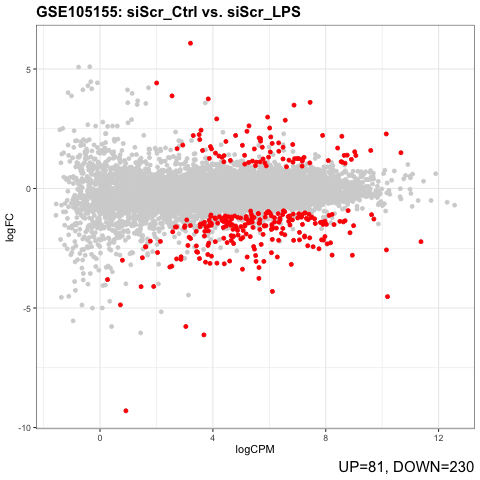 GSE105155: siScr_Ctrl vs. siScr_LPS
logFC
5
0
-5
-10
0
4
8
12
logCPM
UP=81, DOWN=230